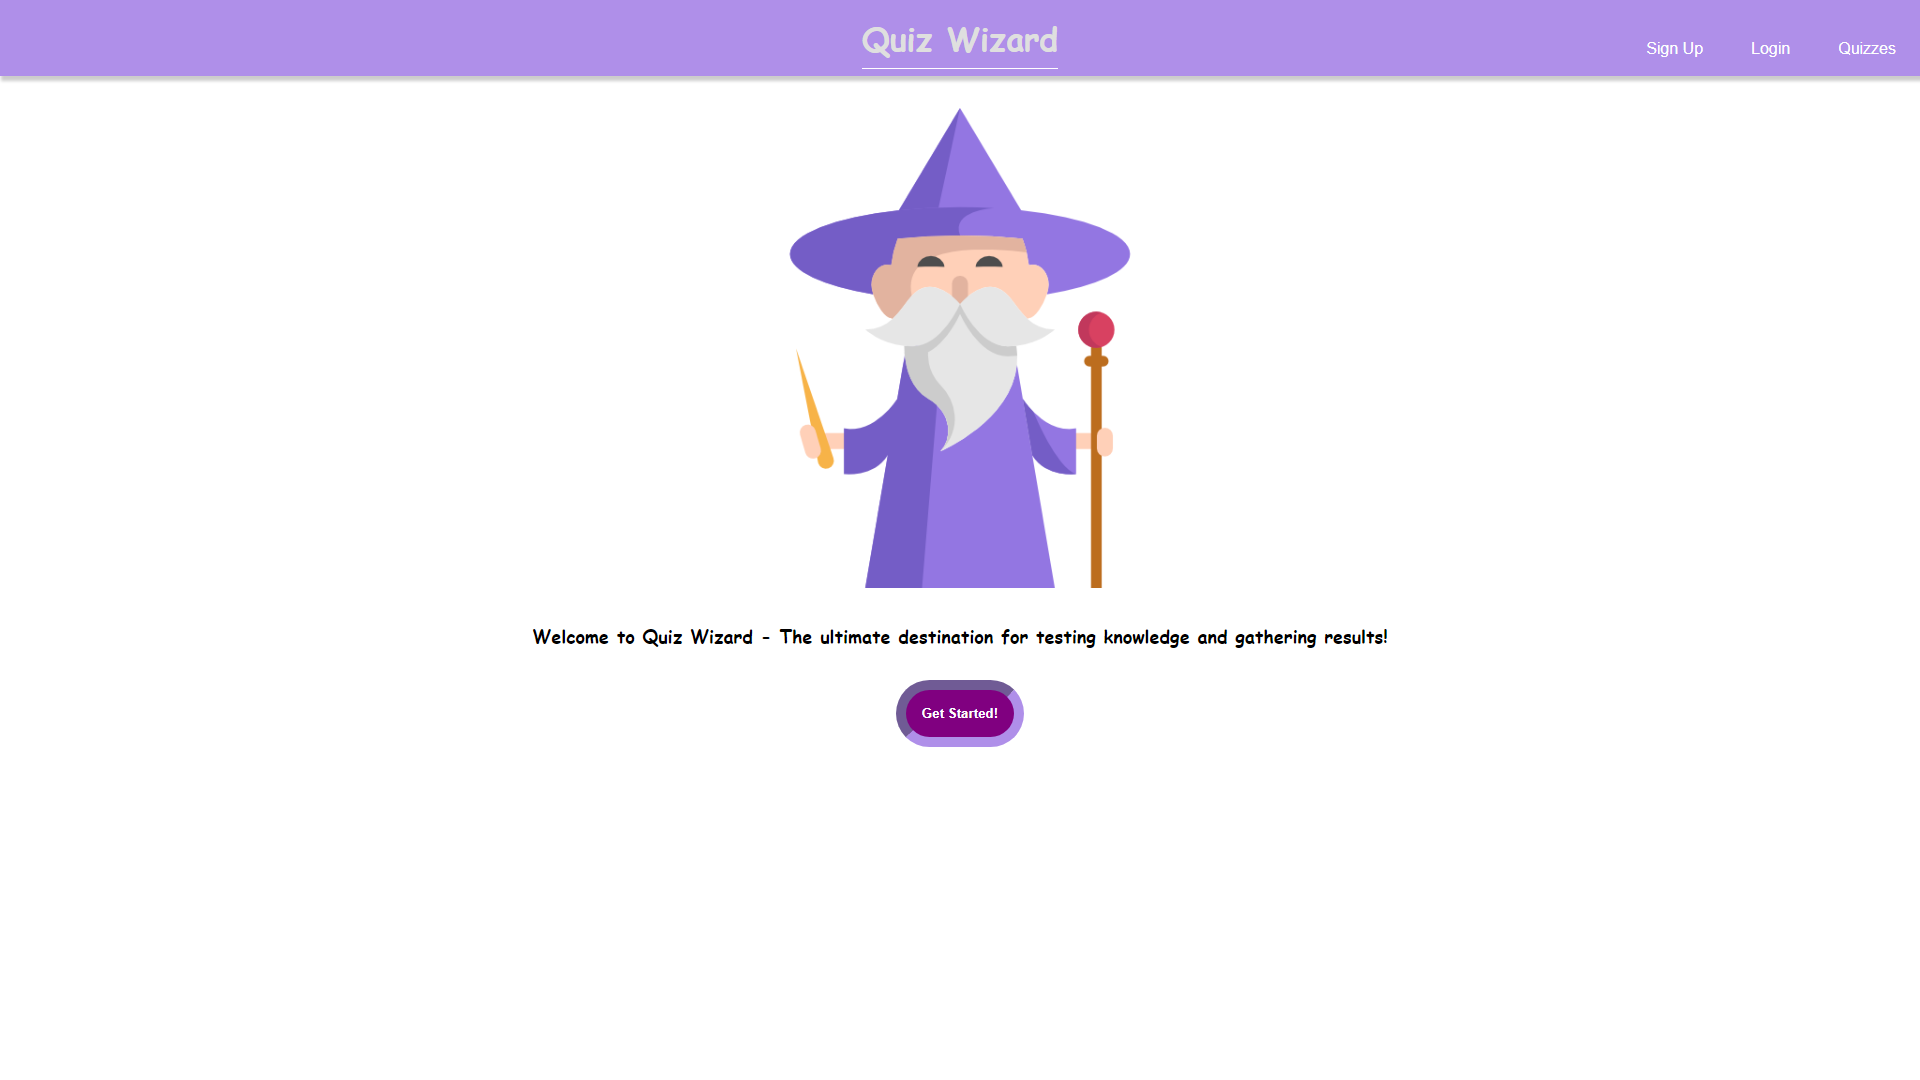 Quiz Wizard
Sign Up
Login
Quizzes
Welcome to Quiz Wizard - The ultimate destination for testing knowledge and gathering results!
Get Started!